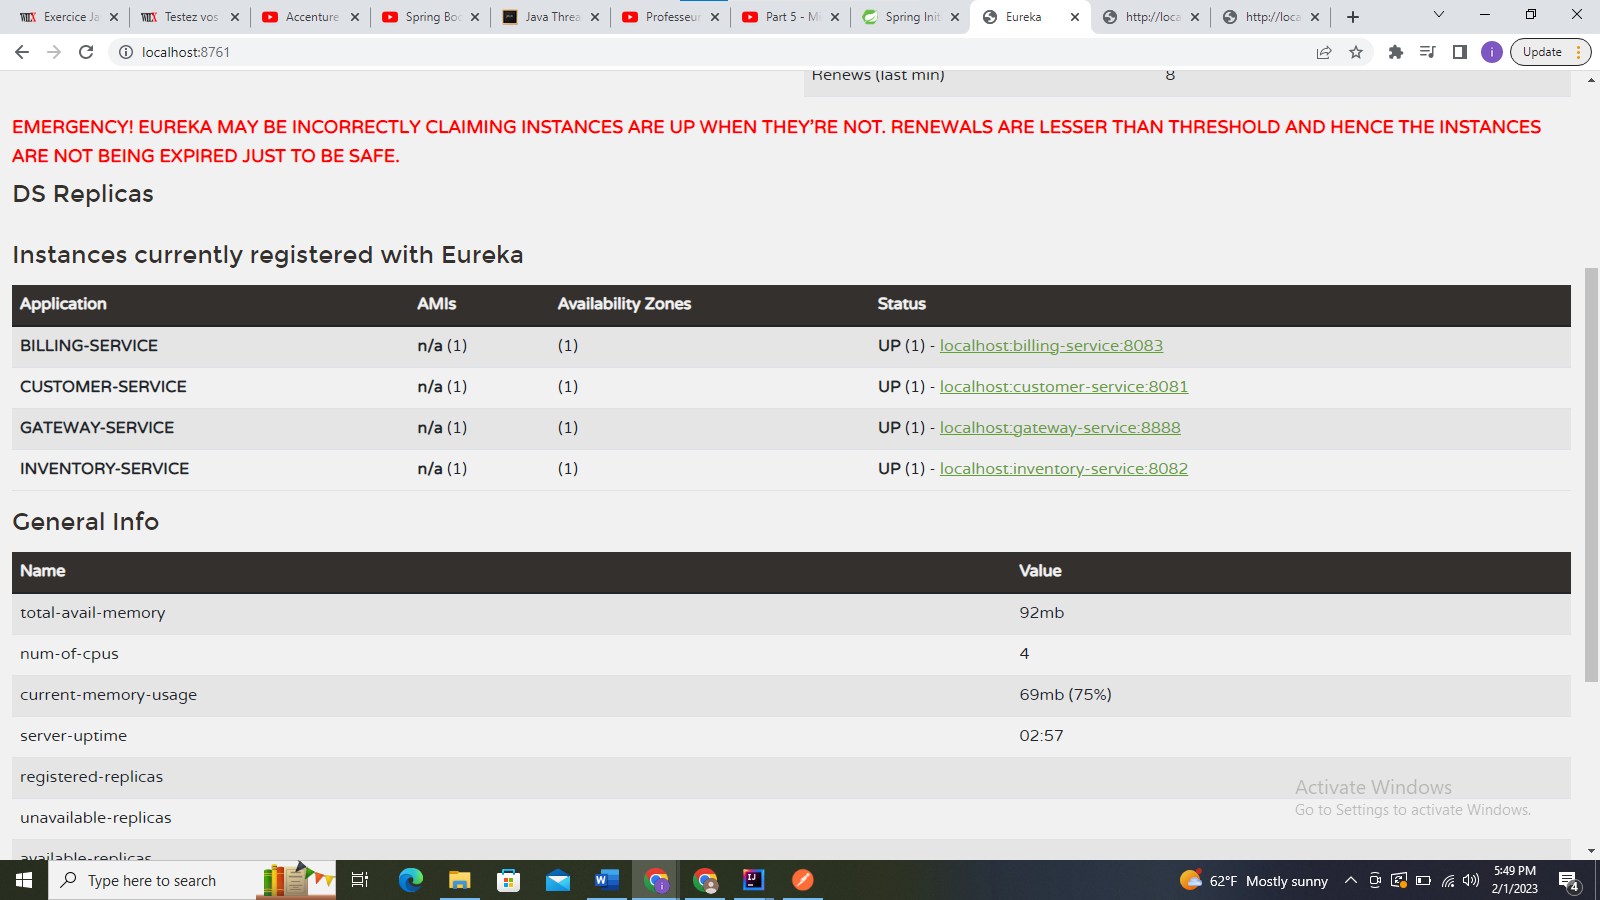 Exercice Ja
Testez vos
Accenture
Spring Boo
Java Threa
Professeur
Part 5 - Mi
Spring Init
Eureka
http://loca
http://loca
localhost:8761
Update
Renews (last min) 8
EMERGENCY! EUREKA MAY BE INCORRECTLY CLAIMING INSTANCES ARE UP WHEN THEY'RE NOT. RENEWALS ARE LESSER THAN THRESHOLD AND HENCE THE INSTANCES
ARE NOT BEING EXPIRED JUST TO BE SAFE.
DS Replicas
Instances currently registered with Eureka
Application AMIs Availability Zones Status
BILLING-SERVICE n/a (1) (1) UP (1) - localhost:billing-service:8083
CUSTOMER-SERVICE n/a (1) (1) UP (1) - localhost:customer-service:8081
GATEWAY-SERVICE n/a (1) (1) UP (1) - localhost:gateway-service:8888
INVENTORY-SERVICE n/a (1) (1) UP (1) - localhost:inventory-service:8082
General Info
Name Value
total-avail-memory 92mb
num-of-cpus 4
current-memory-usage 69mb (75%)
server-uptime 02:57
registered-replicas
unavailable-replicas
available-replicas
Activate Windows
Go to Settings to activate Windows.
Type here to search
62°F Mostly sunny
5:49 PM
2/1/2023
4